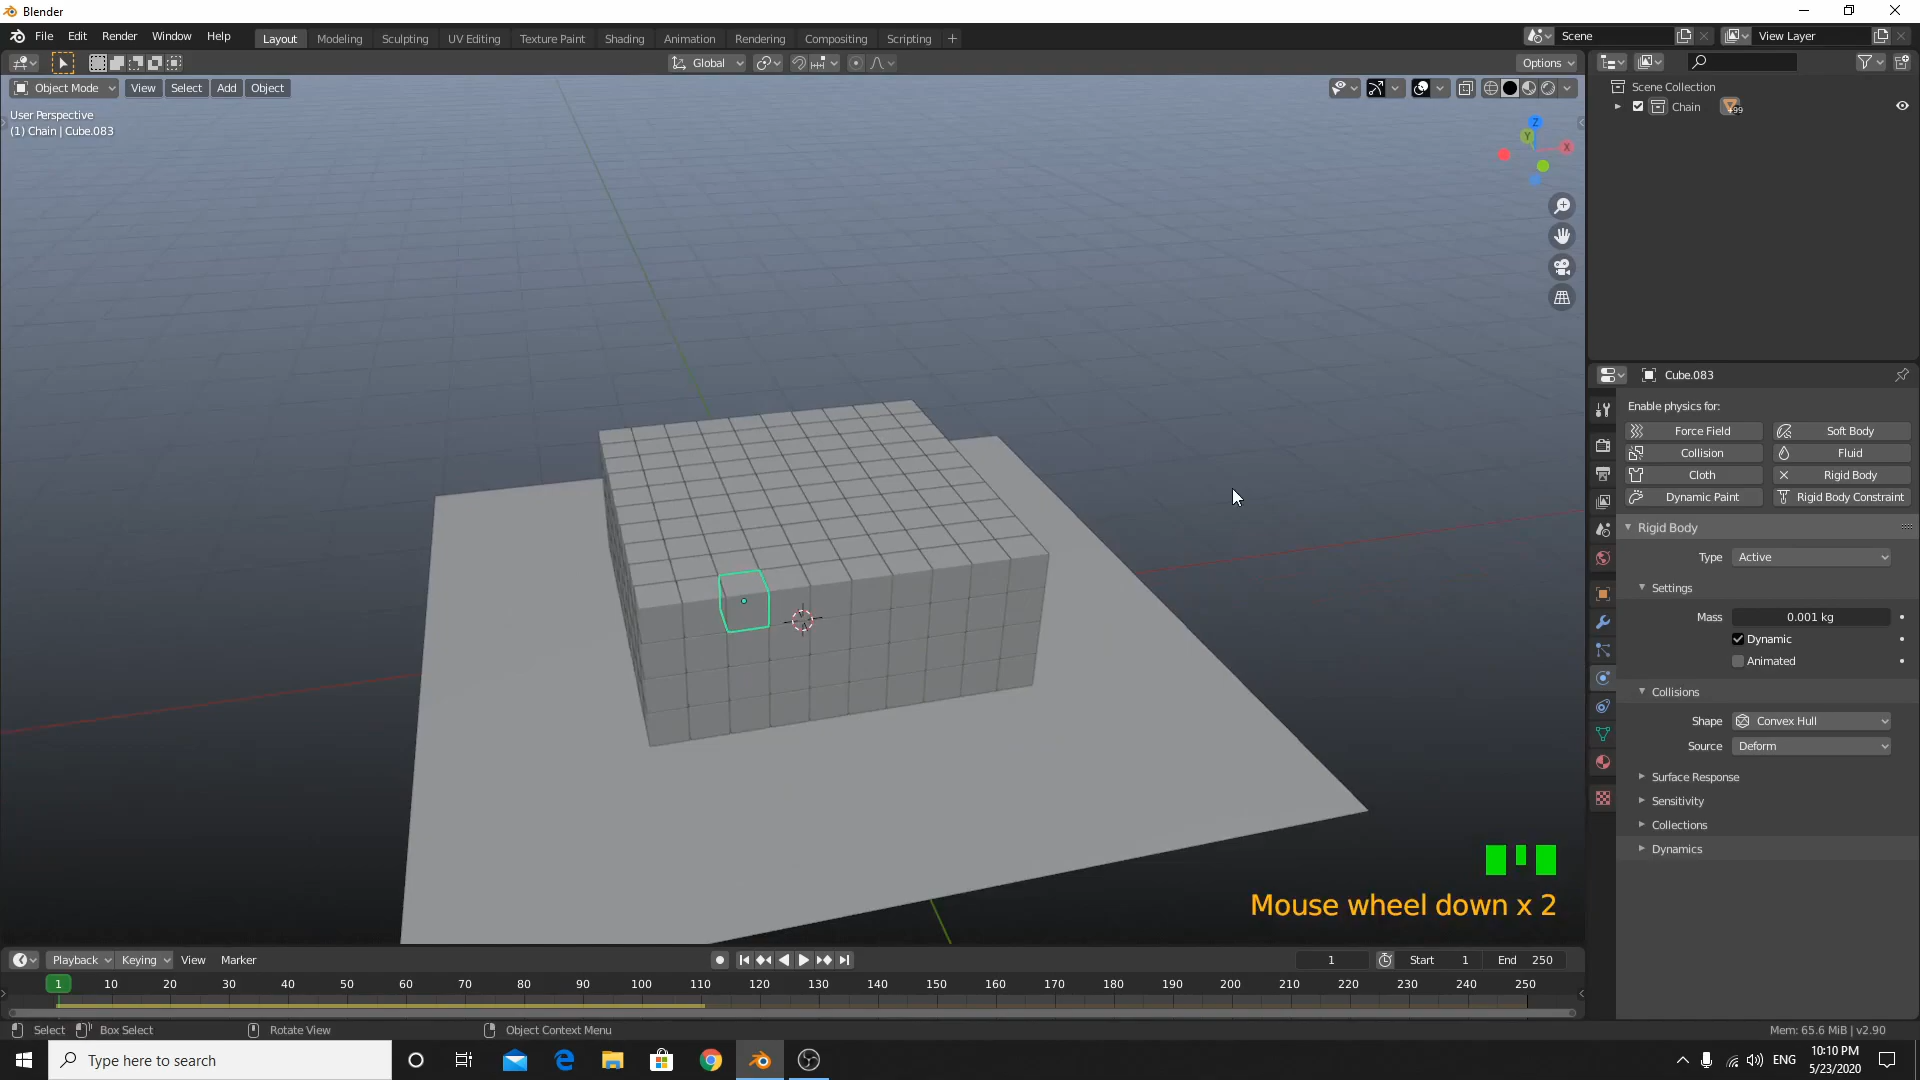 Blender
File Edit Render Window Help
Layout Modeling Sculpting UV Editing Texture Paint Shading Animation Rendering Compositing Scripting +
Scene
View Layer
Global
Options
Object Mode View Select Add Object
User Perspective
(1) Chain | Cube.083
Z
Y
X
Scene Collection
Chain
99
Cube.083
Enable physics for:
Force Field Soft Body
Collision Fluid
Cloth Rigid Body
Dynamic Paint Rigid Body Constraint
Rigid Body
Type Active
Settings
Mass 0.001 kg
Dynamic
Animated
Collisions
Shape Convex Hull
Source Deform
Surface Response
Sensitivity
Collections
Dynamics
Mouse wheel down x 2
Playback Keying View Marker
1 Start 1 End 250
1 10 20 30 40 50 60 70 80 90 100 110 120 130 140 150 160 170 180 190 200 210 220 230 240 250
Select Box Select Rotate View Object Context Menu
Mem: 65.6 MiB | v2.90
Type here to search
ENG
10:10 PM
5/23/2020